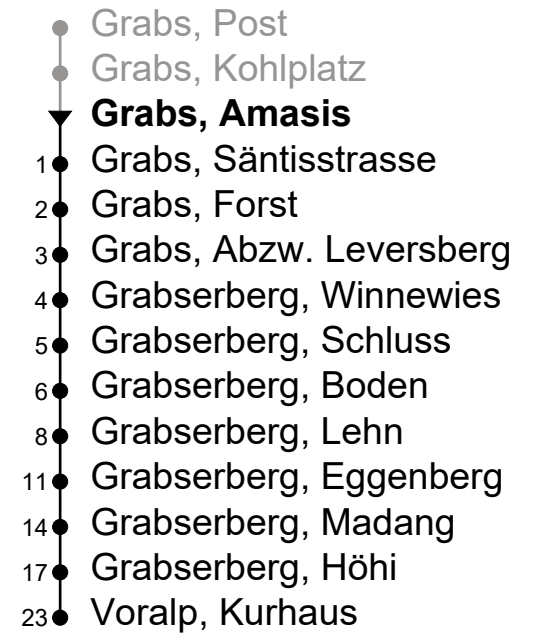 Grabs, Post
Grabs, Kohlplatz
Grabs, Amasis
1 Grabs, Säntisstrasse
2 Grabs, Forst
3 Grabs, Abzw. Leversberg
4 Grabserberg, Winnewies
5 Grabserberg, Schluss
6 Grabserberg, Boden
8 Grabserberg, Lehn
11 Grabserberg, Eggenberg
14 Grabserberg, Madang
17 Grabserberg, Höhi
23 Voralp, Kurhaus